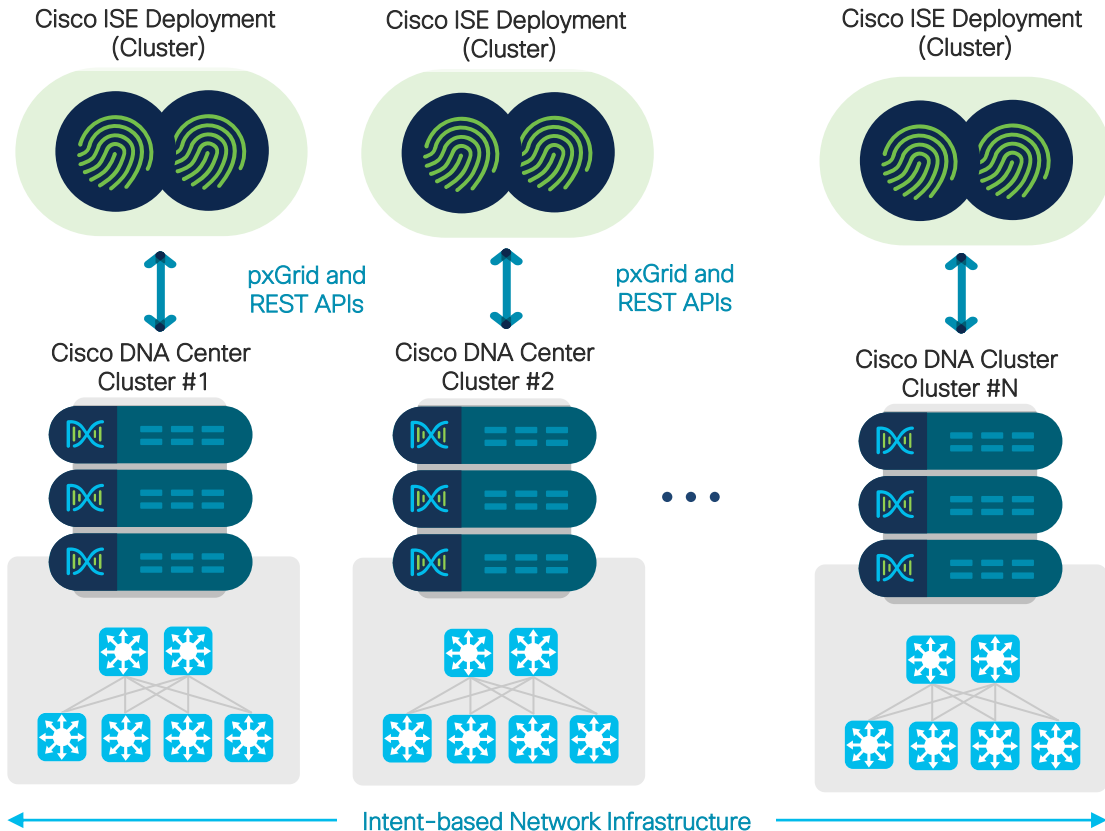 Cisco ISE Deployment
(Cluster)
Cisco ISE Deployment
(Cluster)
Cisco ISE Deployment
(Cluster)
pxGrid and
REST APIs
pxGrid and
REST APIs
Cisco DNA Center
Cluster #1
Cisco DNA Center
Cluster #2
Cisco DNA Cluster
Cluster #N
Intent-based Network Infrastructure